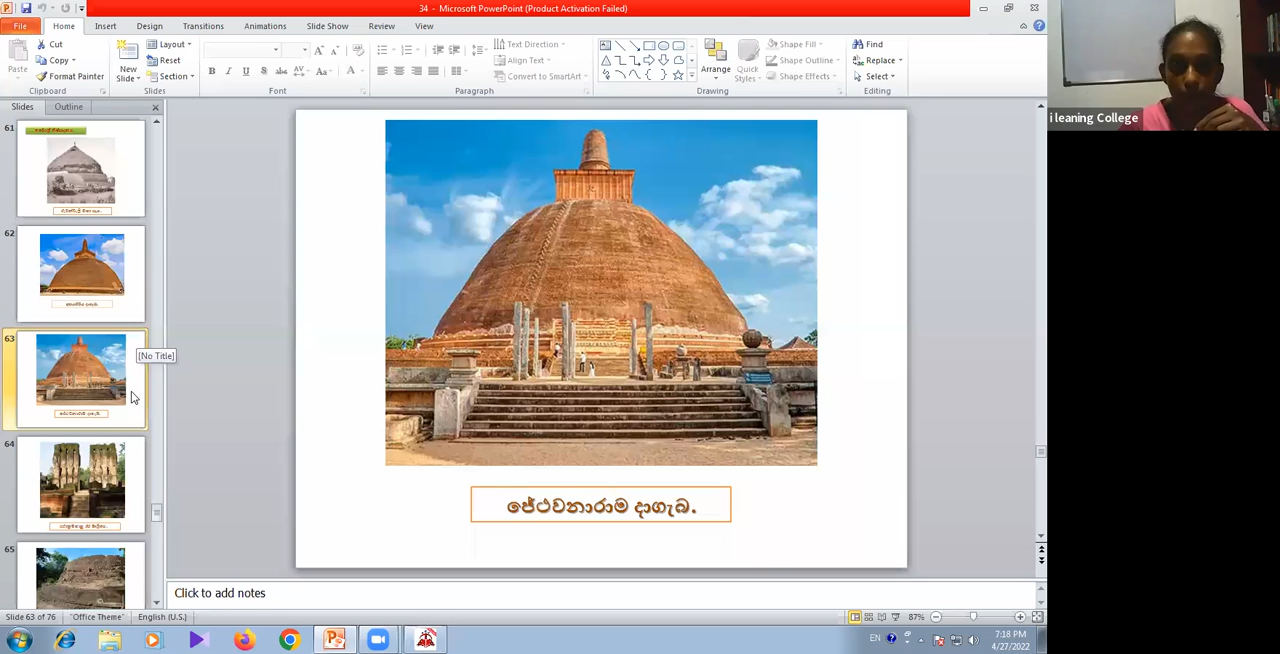 34 - Microsoft PowerPoint (Product Activation Failed)
File Home Insert Design Transitions Animations Slide Show Review View
Paste
Cut
Copy
Format Painter
Clipboard
New Slide
Layout
Reset
Section
Slides
Font
Paragraph
Text Direction
Align Text
Convert to SmartArt
Arrange
Quick Styles
Shape Fill
Shape Outline
Shape Effects
Drawing
Find
Replace
Select
Editing
i leaning College
Slides Outline
61
62
63
[No Title]
ජේථවනාරාම දාගැබ.
64
65
ජේථවනාරාම දාගැබ.
Click to add notes
Slide 63 of 76 "Office Theme" English (U.S.) 87%
EN 7:18 PM
4/27/2022